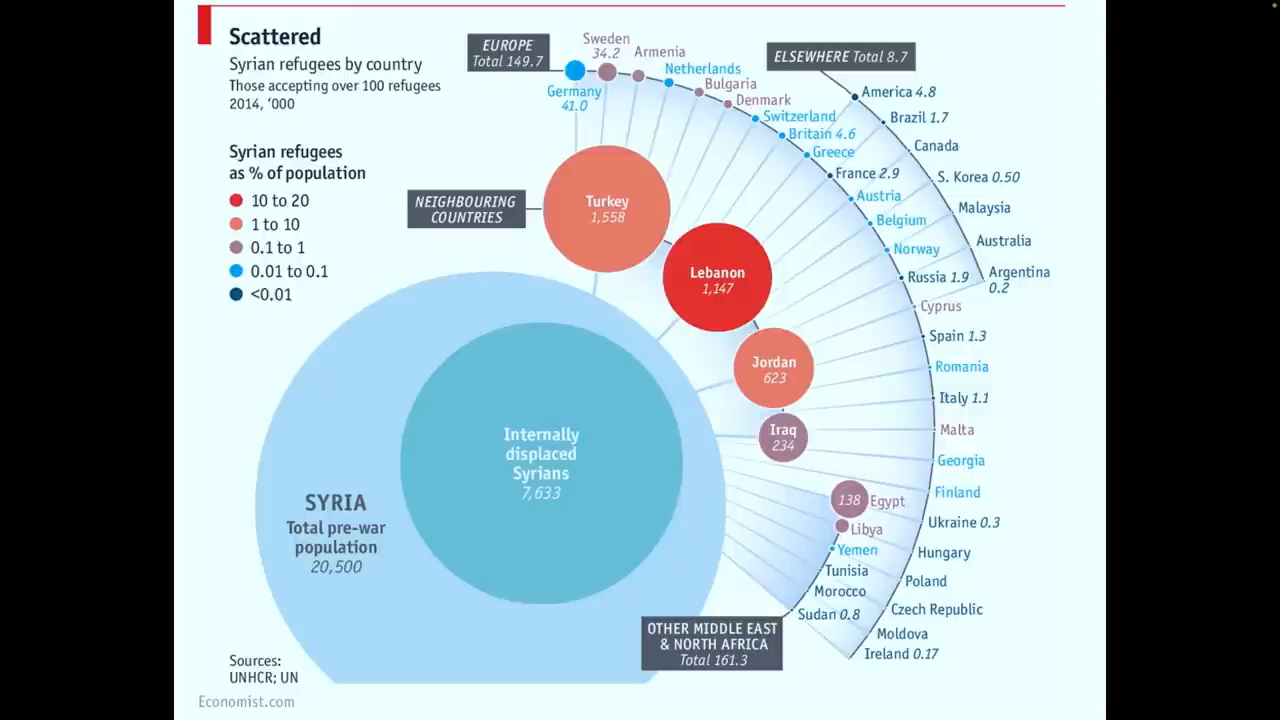 Scattered
Syrian refugees by country
Those accepting over 100 refugees
2014, ‘000
Syrian refugees
as % of population
10 to 20
1 to 10
0.1 to 1
0.01 to 0.1
<0.01
EUROPE
Total 149.7
Germany
41.0
Sweden
34.2
Armenia
Netherlands
Bulgaria
Denmark
Switzerland
Britain 4.6
Greece
France 2.9
Austria
Belgium
Norway
Russia 1.9
Cyprus
Spain 1.3
Romania
Italy 1.1
Malta
Georgia
Finland
Ukraine 0.3
Hungary
Poland
Czech Republic
Moldova
Ireland 0.17
ELSEWHERE Total 8.7
America 4.8
Brazil 1.7
Canada
S. Korea 0.50
Malaysia
Australia
Argentina
0.2
NEIGHBOURING
COUNTRIES
Turkey
1,558
Lebanon
1,147
Jordan
623
Iraq
234
138 Egypt
Libya
Yemen
Tunisia
Morocco
Sudan 0.8
OTHER MIDDLE EAST
& NORTH AFRICA
Total 161.3
Internally
displaced
Syrians
7,633
SYRIA
Total pre-war
population
20,500
Sources:
UNHCR; UN
Economist.com